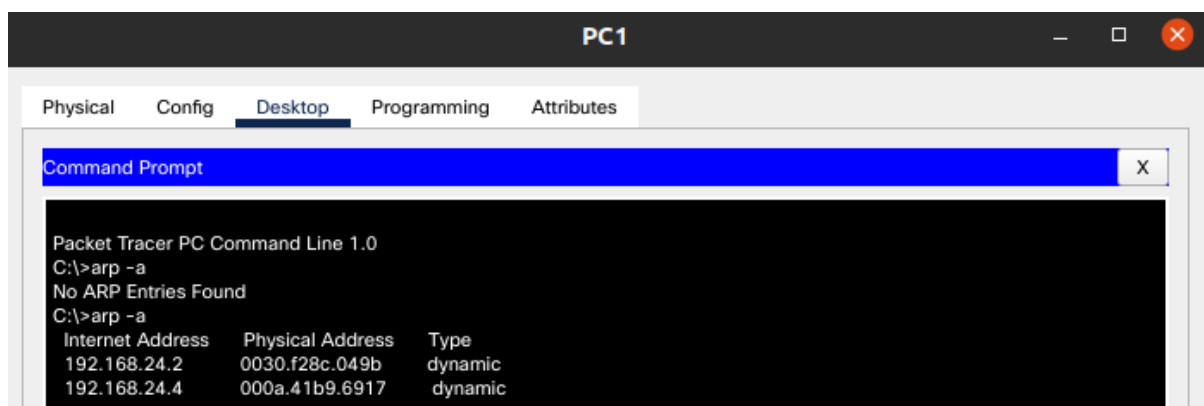 PC1
Physical Config Desktop Programming Attributes
Command Prompt X
Packet Tracer PC Command Line 1.0
C:\>arp -a
No ARP Entries Found
C:\>arp -a
Internet Address Physical Address Type
192.168.24.2 0030.f28c.049b dynamic
192.168.24.4 000a.41b9.6917 dynamic